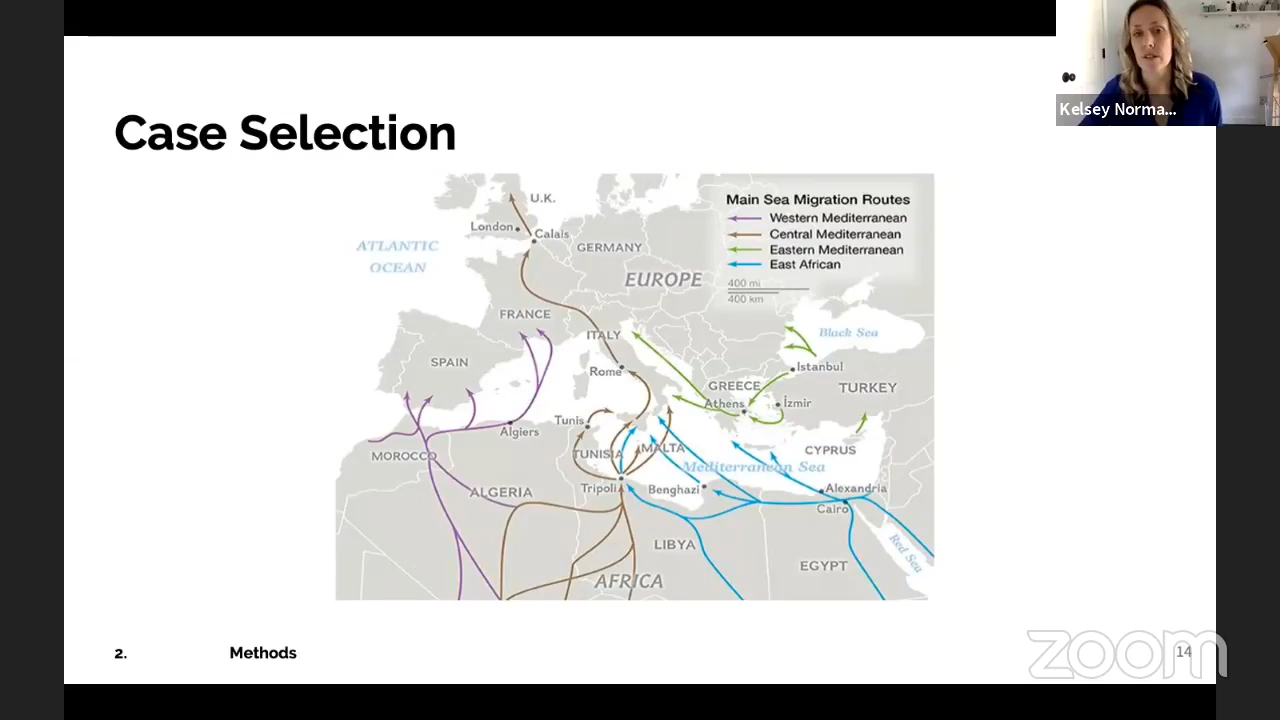 Kelsey Norma...
Case Selection
Main Sea Migration Routes
Western Mediterranean
Central Mediterranean
Eastern Mediterranean
East African
400 mi
400 km
U.K.
London
Calais
GERMANY
ATLANTIC
OCEAN
EUROPE
FRANCE
ITALY
Black Sea
SPAIN
Rome
Istanbul
GREECE
TURKEY
Athens
İzmir
Tunis
Algiers
MOROCCO
TUNISIA
MALTA
CYPRUS
Mediterranean Sea
ALGERIA
Tripoli
Benghazi
Alexandria
Cairo
LIBYA
Red Sea
EGYPT
AFRICA
2.
Methods
14
zoom